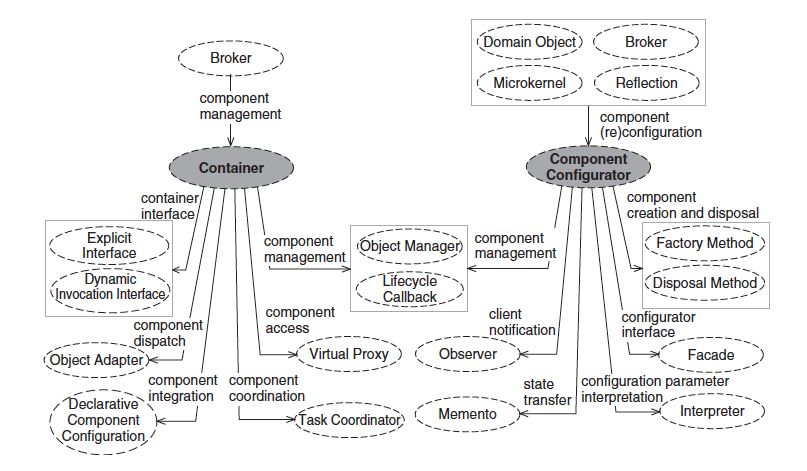 Broker
component
management
Container
container
interface
Explicit
Interface
Dynamic
Invocation Interface
component
dispatch
Object Adapter
component
integration
Declarative
Component
Configuration
component
coordination
Task Coordinator
component
access
Virtual Proxy
component
management
Object Manager
Lifecycle
Callback
Domain Object
Broker
Microkernel
Reflection
component
(re)configuration
Component
Configurator
component
management
client
notification
Observer
state
transfer
Memento
component
creation and disposal
Factory Method
Disposal Method
configurator
interface
Facade
configuration parameter
interpretation
Interpreter